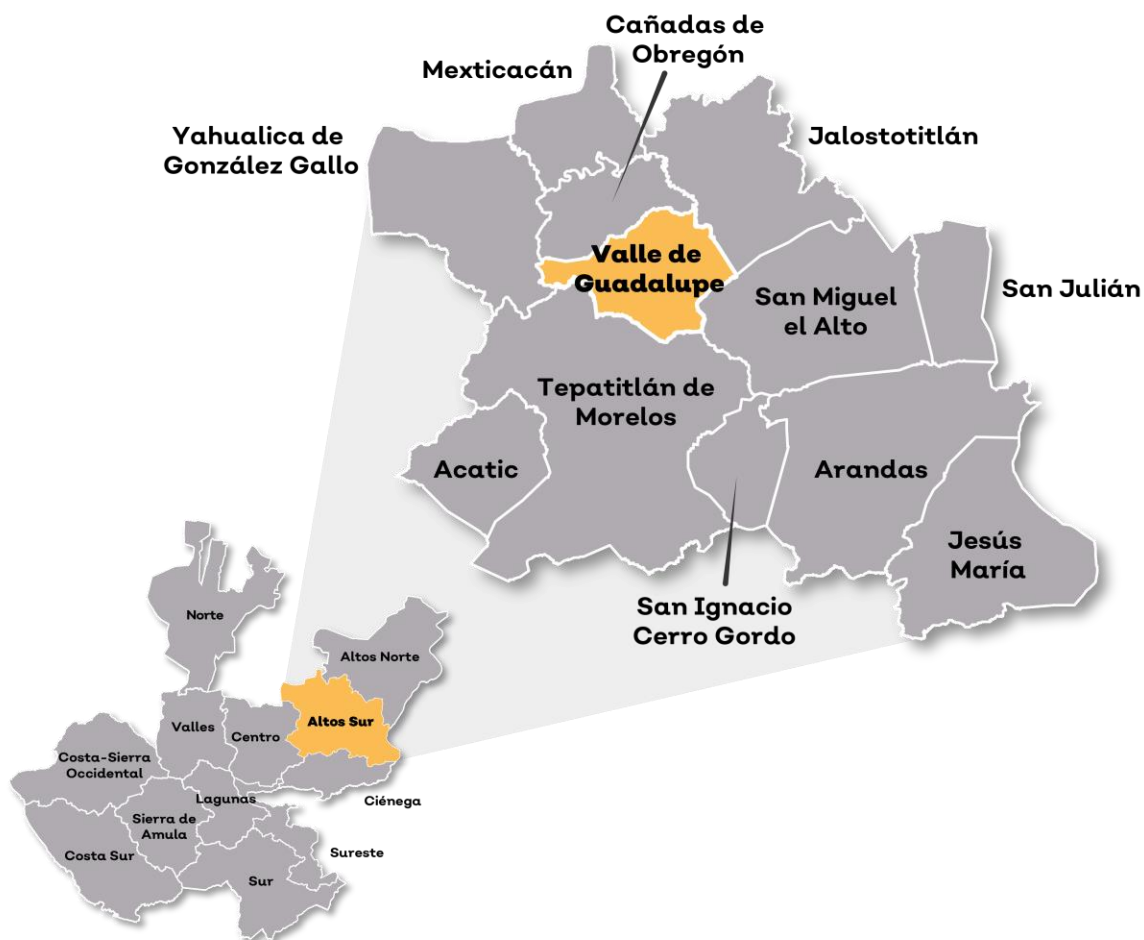 Cañadas de
Obregón
Mexticacán
Yahualica de
González Gallo
Jalostotitlán
Valle de
Guadalupe
San Miguel
el Alto
San Julián
Tepatitlán de
Morelos
Acatic
Arandas
Jesús
María
San Ignacio
Cerro Gordo
Norte
Altos Norte
Altos Sur
Valles
Centro
Costa-Sierra
Occidental
Lagunas
Ciénega
Sierra de
Amula
Costa Sur
Sureste
Sur